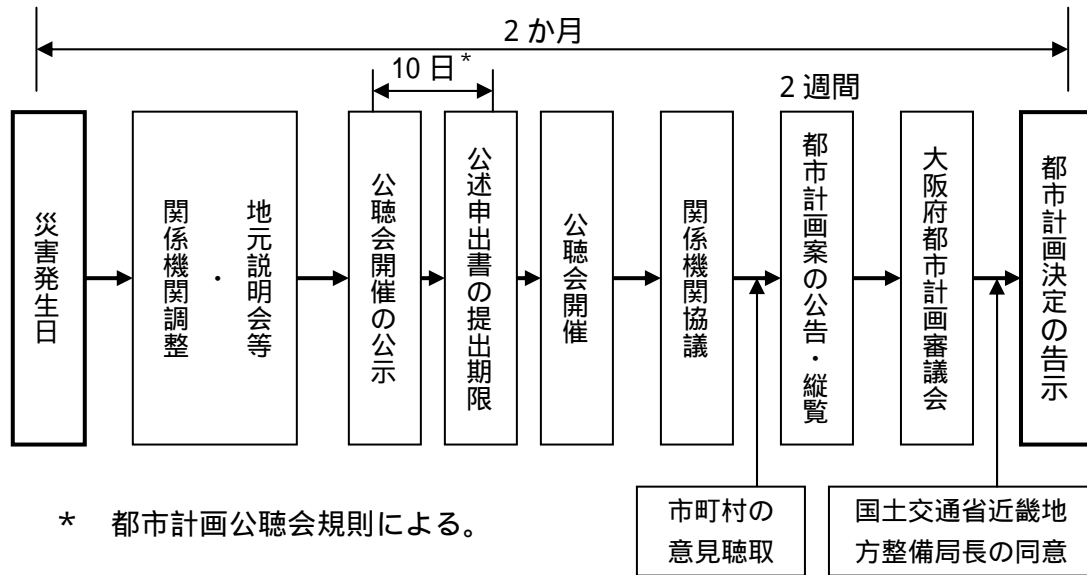 2か月
10日*
2週間
災害発生日
地元説明会等
・
関係機関調整
公聴会開催の公示
公述申出書の提出期限
公聴会開催
関係機関協議
都市計画案の公告・縦覧
大阪府都市計画審議会
都市計画決定の告示
市町村の
意見聴取
国土交通省近畿地
方整備局長の同意
* 都市計画公聴会規則による。